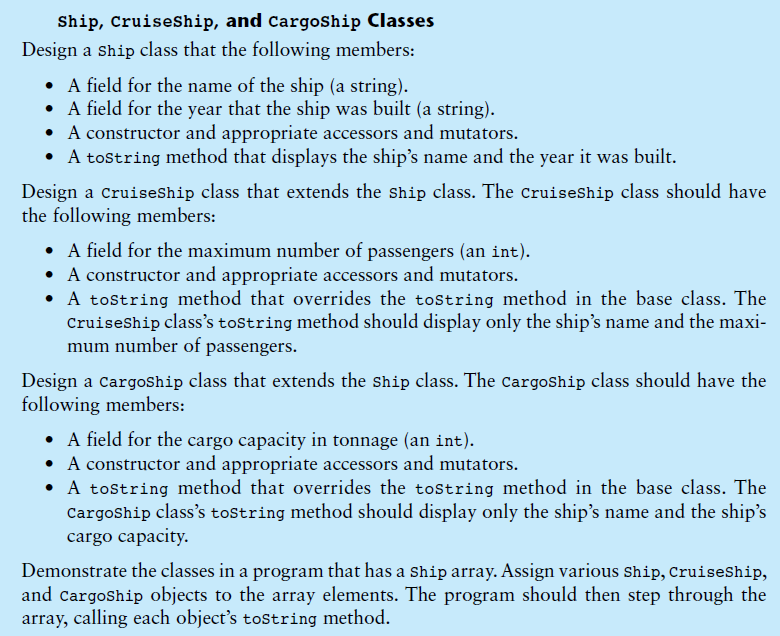 Ship, CruiseShip, and CargoShip Classes
Design a Ship class that the following members:
• A field for the name of the ship (a string).
• A field for the year that the ship was built (a string).
• A constructor and appropriate accessors and mutators.
• A toString method that displays the ship's name and the year it was built.
Design a CruiseShip class that extends the Ship class. The CruiseShip class should have
the following members:
• A field for the maximum number of passengers (an int).
• A constructor and appropriate accessors and mutators.
• A toString method that overrides the toString method in the base class. The
CruiseShip class's toString method should display only the ship's name and the maxi-
mum number of passengers.
Design a CargoShip class that extends the Ship class. The CargoShip class should have the
following members:
• A field for the cargo capacity in tonnage (an int).
• A constructor and appropriate accessors and mutators.
• A toString method that overrides the toString method in the base class. The
CargoShip class's toString method should display only the ship's name and the ship's
cargo capacity.
Demonstrate the classes in a program that has a Ship array. Assign various Ship, CruiseShip,
and CargoShip objects to the array elements. The program should then step through the
array, calling each object's toString method.